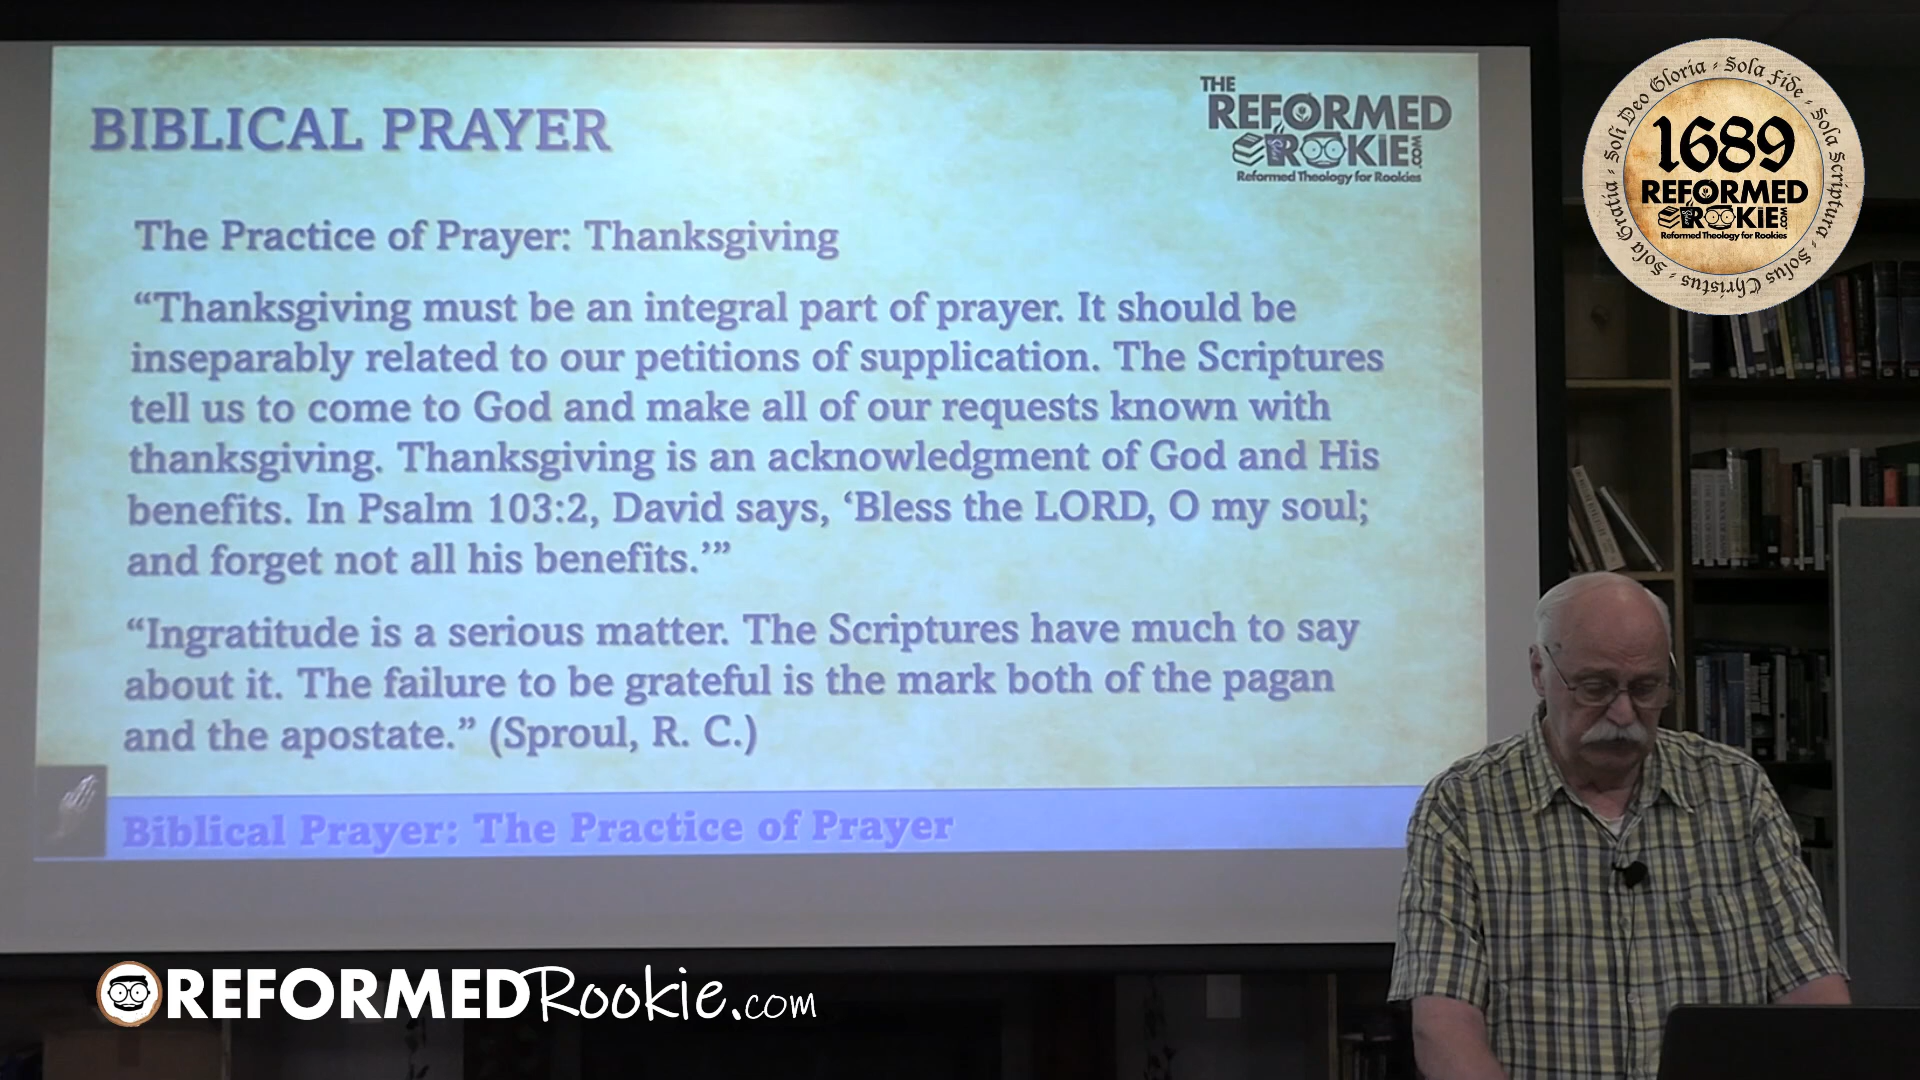 BIBLICAL PRAYER
THE
REFORMED
ROOKIE
.COM
Reformed Theology for Rookies
The Practice of Prayer: Thanksgiving
“Thanksgiving must be an integral part of prayer. It should be
inseparably related to our petitions of supplication. The Scriptures
tell us to come to God and make all of our requests known with
thanksgiving. Thanksgiving is an acknowledgment of God and His
benefits. In Psalm 103:2, David says, ‘Bless the LORD, O my soul;
and forget not all his benefits.’”
“Ingratitude is a serious matter. The Scriptures have much to say
about it. The failure to be grateful is the mark both of the pagan
and the apostate.” (Sproul, R. C.)
Biblical Prayer: The Practice of Prayer
Soli Deo Gloria - Sola Fide - Sola Scriptura - Solus Christus - Sola Gratia -
1689
REFORMED
ROOKIE
.COM
Reformed Theology for Rookies
REFORMEDRookie.com